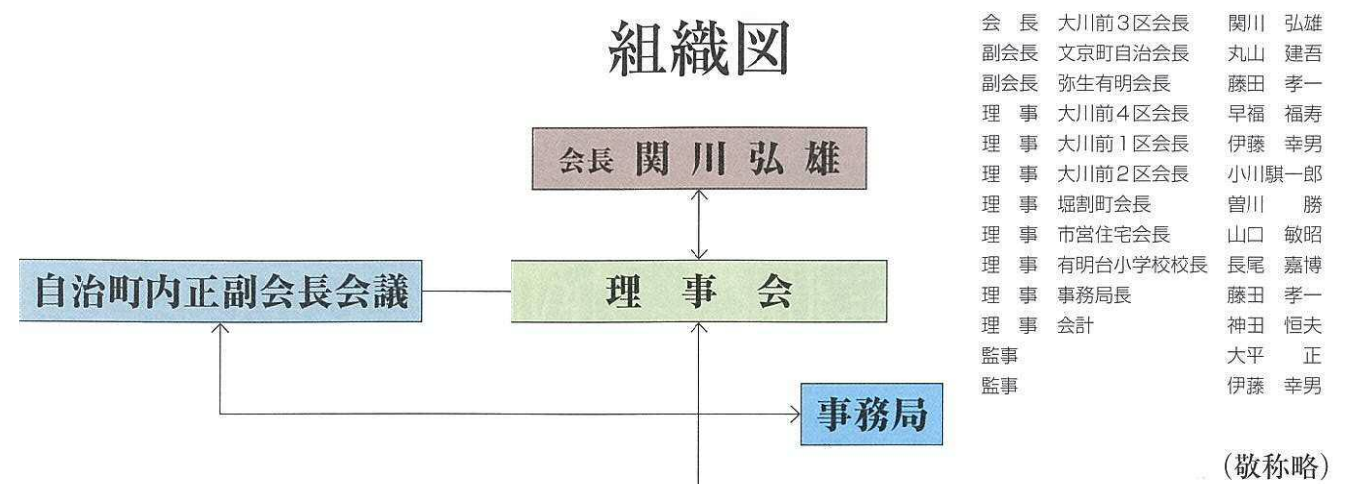 組織図
会長 関川弘雄
自治町内正副会長会議
理事会
事務局
会　長　大川前３区会長　関川　弘雄
副会長　文京町自治会長　丸山　建吾
副会長　弥生有明会長　藤田　孝一
理　事　大川前４区会長　早福　福寿
理　事　大川前１区会長　伊藤　幸男
理　事　大川前２区会長　小川騏一郎
理　事　堀割町会長　曽川　勝
理　事　市営住宅会長　山口　敏昭
理　事　有明台小学校校長　長尾　嘉博
理　事　事務局長　藤田　孝一
理　事　会計　神田　恒夫
監事　大平　正
監事　伊藤　幸男
（敬称略）